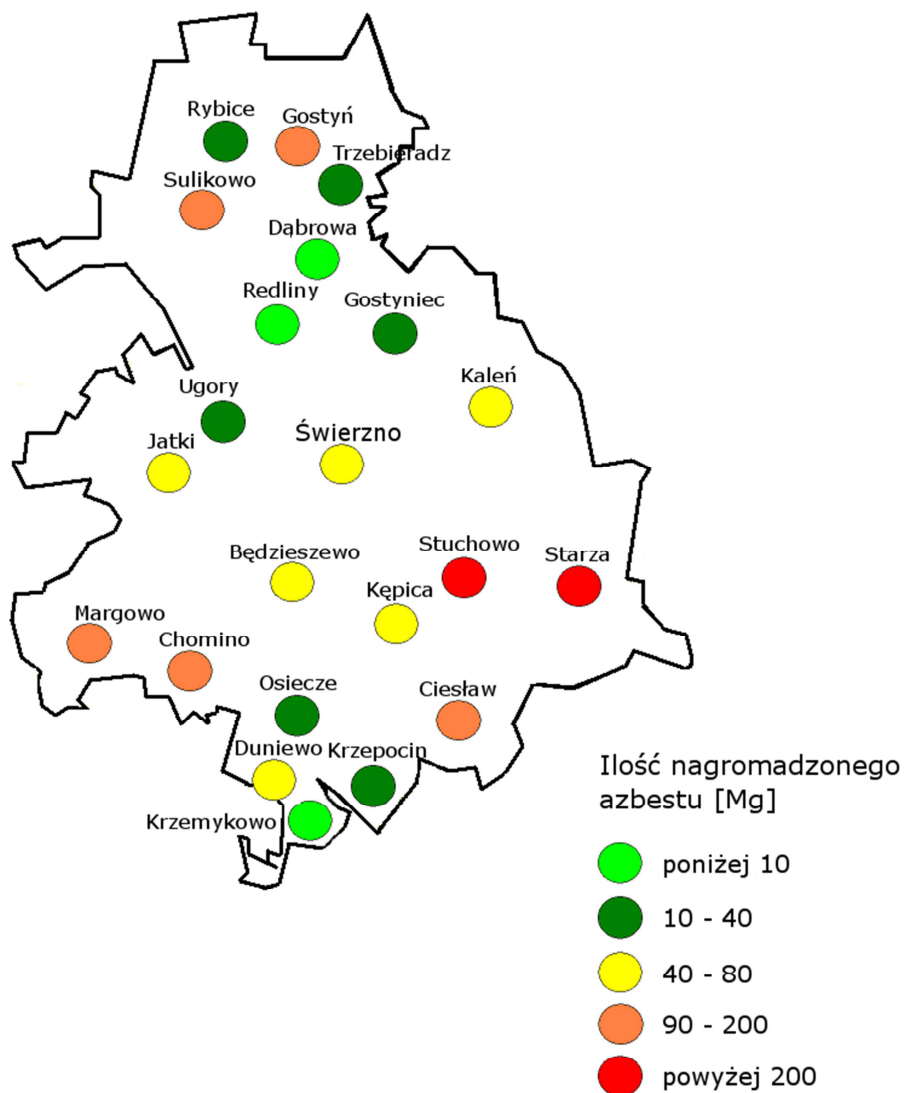 Rybice
Gostyń
Trzebieradz
Sulikowo
Dąbrowa
Redliny
Gostyniec
Kaleń
Ugory
Jatki
Świerzno
Będzieszewo
Stuchowo
Starza
Kępica
Margowo
Chomino
Osiecze
Ciesław
Duniewo
Krzepocin
Krzemykowo
Ilość nagromadzonego
azbestu [Mg]
poniżej 10
10 - 40
40 - 80
90 - 200
powyżej 200